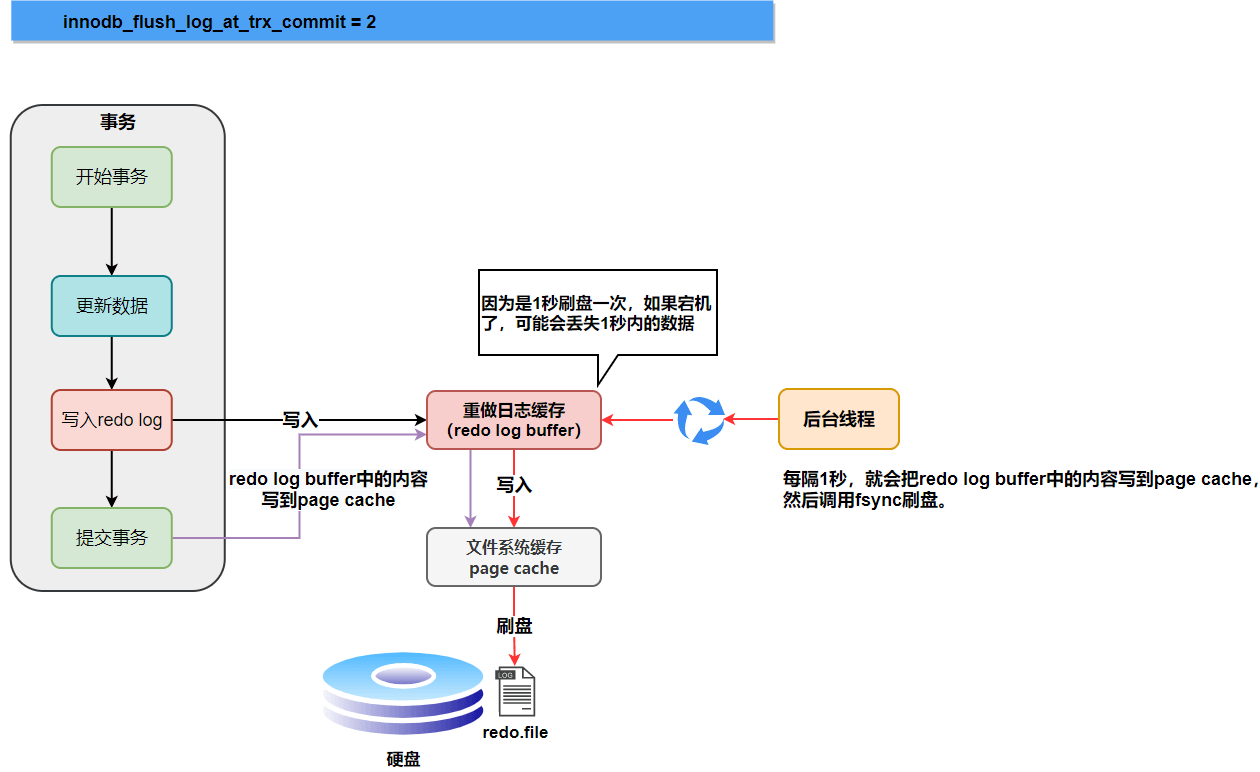 innodb_flush_log_at_trx_commit = 2
事务
开始事务
更新数据
写入redo log
提交事务
写入
redo log buffer中的内容
写到page cache
因为是1秒刷盘一次，如果宕机
了，可能会丢失1秒内的数据
重做日志缓存
（redo log buffer）
后台线程
每隔1秒，就会把redo log buffer中的内容写到page cache，
然后调用fsync刷盘。
写入
文件系统缓存
page cache
刷盘
LOG
redo.file
硬盘